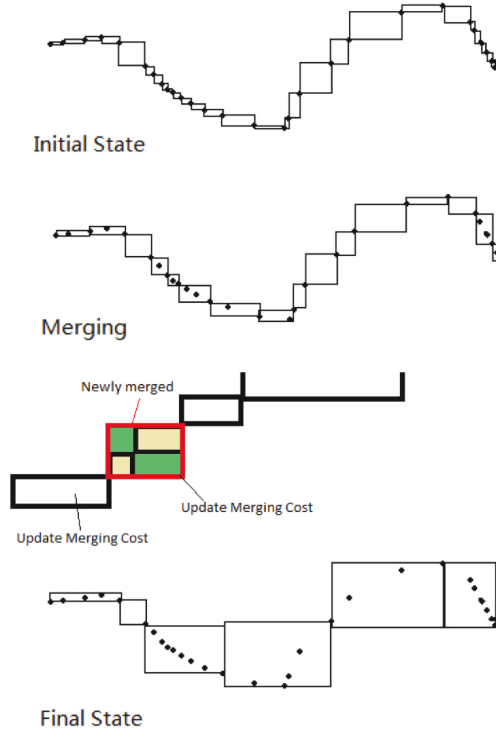 Initial State
Merging
Newly merged
Update Merging Cost
Update Merging Cost
Final State